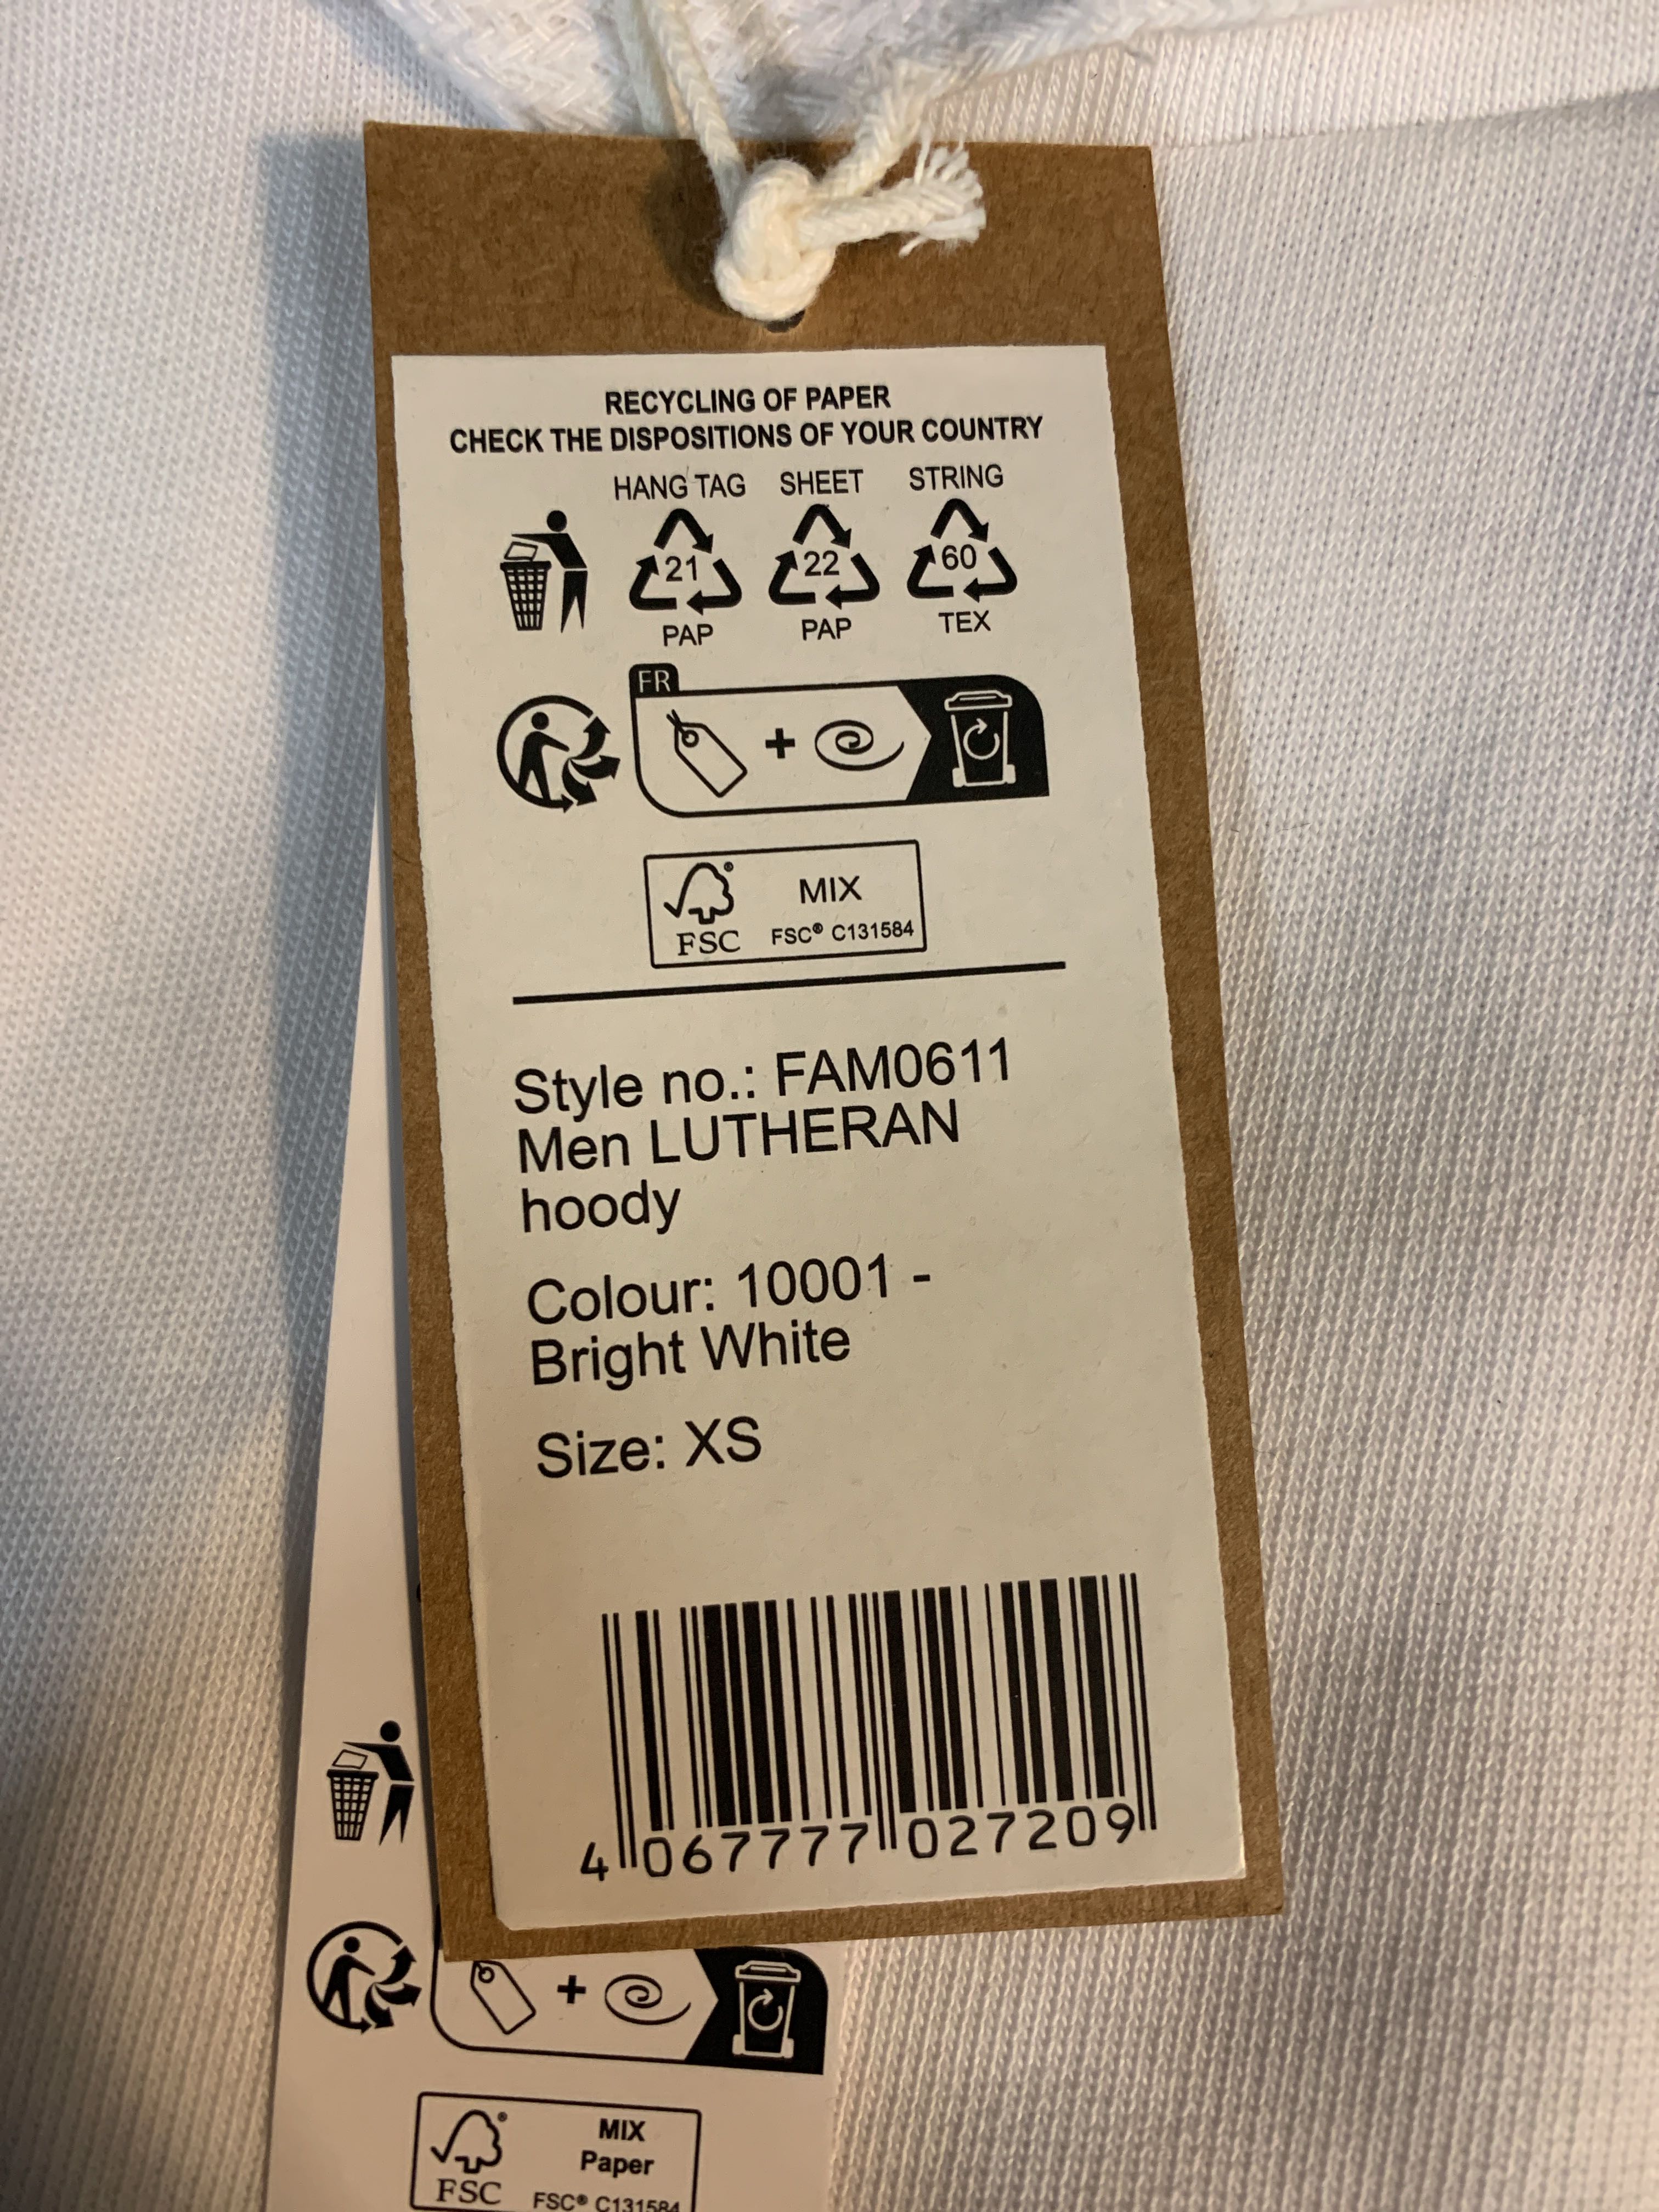 RECYCLING OF PAPER
CHECK THE DISPOSITIONS OF YOUR COUNTRY
HANG TAG SHEET STRING
21 22 60
PAP PAP TEX
FR
MIX
FSC FSC® C131584
Style no.: FAM0611
Men LUTHERAN
hoody
Colour: 10001 -
Bright White
Size: XS
4 067777 027209
MIX
Paper
FSC FSC® C131584